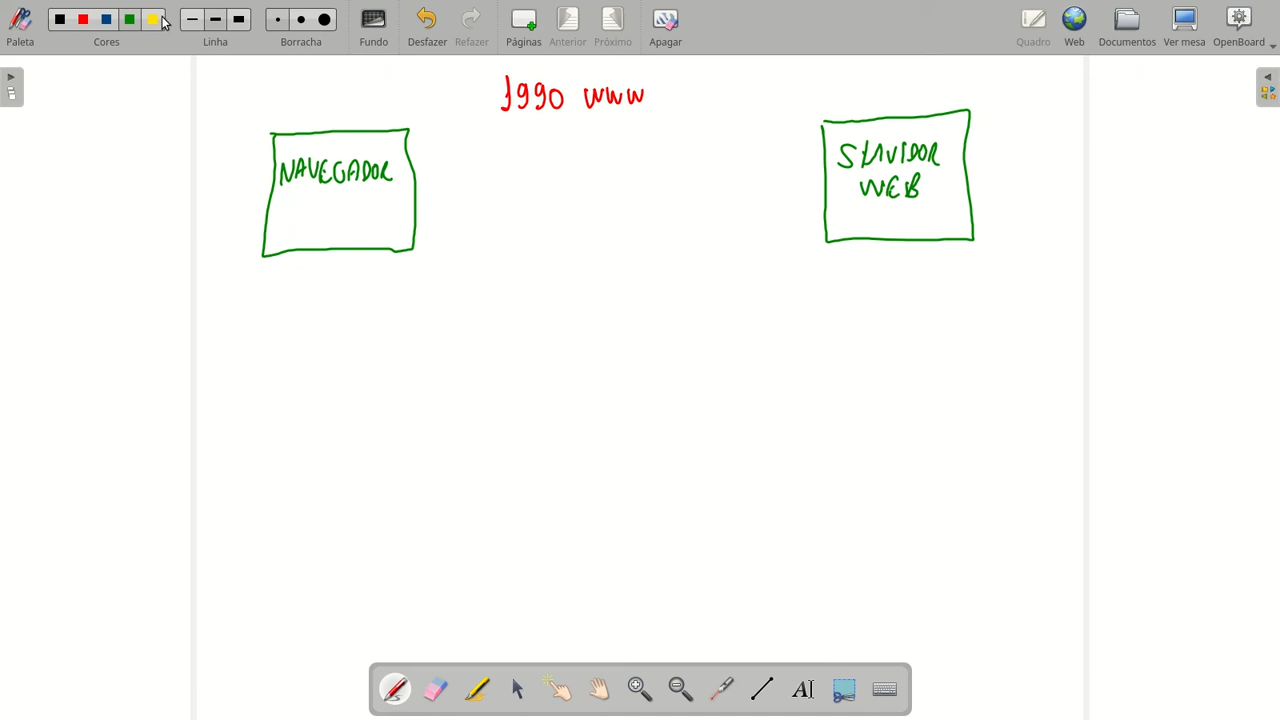 Paleta
Cores
Linha
Borracha
Fundo
Desfazer
Refazer
Páginas
Anterior
Próximo
Apagar
Quadro
Web
Documentos
Ver mesa
OpenBoard
1990 www
NAVEGADOR
SERVIDOR
WEB
AI